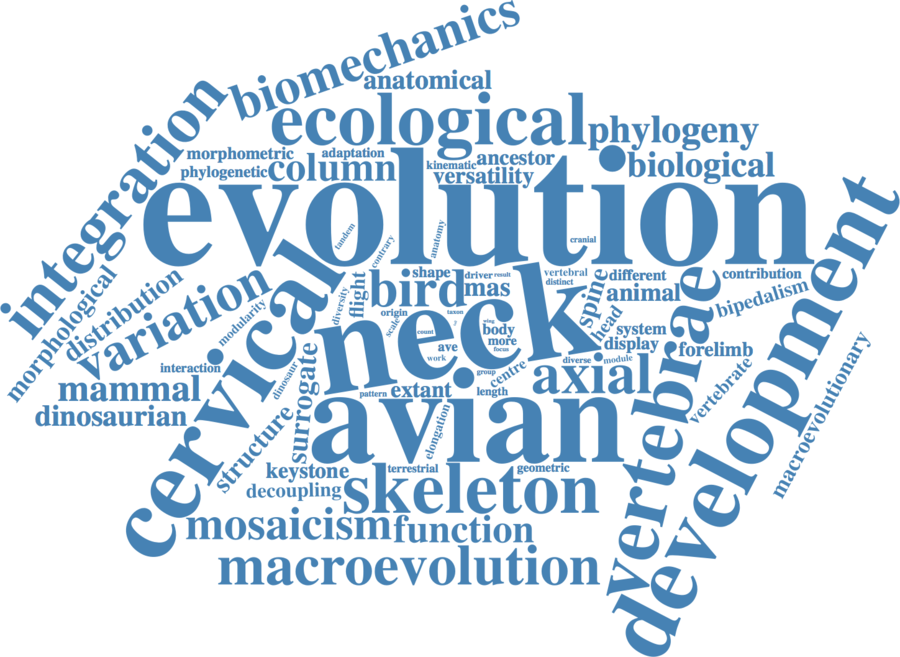 biomechanics
anatomical
integration
ecological
phylogeny
morphometric
adaptation
kinematic
ancestor
biological
phylogenetic
column
versatility
evolution
tandem
contrary
anatomy
cranial
development
morphological
distribution
variation
cervical
modularity
diversity
flight
bird
shape
driver
result
mas
vertebral
distinct
spine
different
animal
contribution
bipedalism
vertebrae
origin
scale
count
taxon
?
wing
body
more
focus
neck
head
system
display
forelimb
ave
work
interaction
mammal
dinosaurian
dinosaur
surrogate
structure
pattern
extant
group
length
centre
diverse
module
axial
vertebrate
macroevolutionary
avian
elongation
keystone
terrestrial
geometric
decoupling
skeleton
mosaicism
function
macroevolution